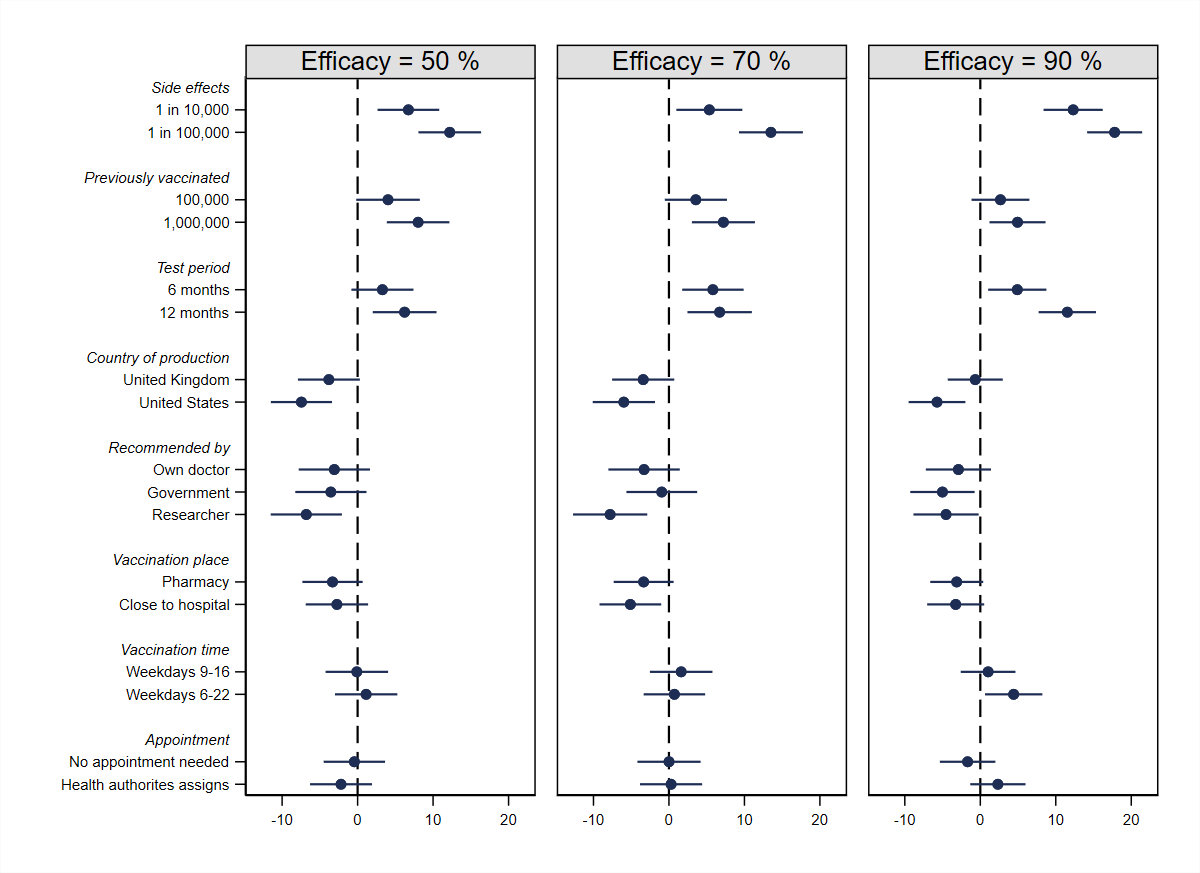 Efficacy = 50 % Efficacy = 70 % Efficacy = 90 %
Side effects
1 in 10,000
1 in 100,000
Previously vaccinated
100,000
1,000,000
Test period
6 months
12 months
Country of production
United Kingdom
United States
Recommended by
Own doctor
Government
Researcher
Vaccination place
Pharmacy
Close to hospital
Vaccination time
Weekdays 9-16
Weekdays 6-22
Appointment
No appointment needed
Health authorites assigns
-10 0 10 20 -10 0 10 20 -10 0 10 20